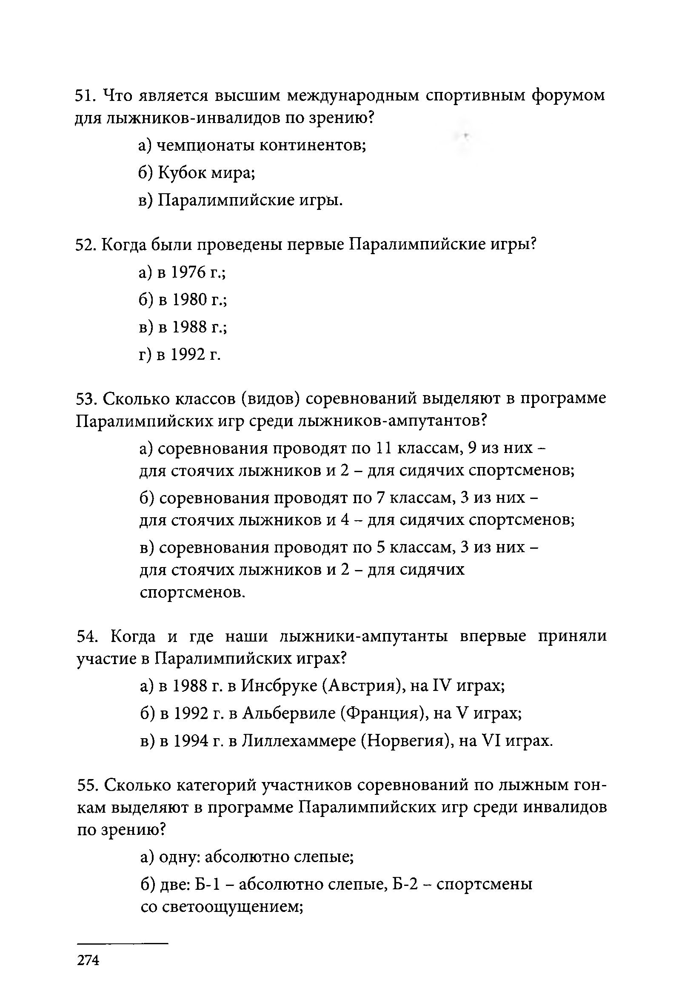 51. Что является высшим международным спортивным форумом
для лыжников-инвалидов по зрению?
а) чемпионаты континентов;
б) Кубок мира;
в) Паралимпийские игры.
52. Когда были проведены первые Паралимпийские игры?
а) в 1976 г.;
б) в 1980 г.;
в) в 1988 г.;
г) в 1992 г.
53. Сколько классов (видов) соревнований выделяют в программе
Паралимпийских игр среди лыжников-ампутантов?
а) соревнования проводят по 11 классам, 9 из них –
для стоячих лыжников и 2 – для сидячих спортсменов;
б) соревнования проводят по 7 классам, 3 из них –
для стоячих лыжников и 4 – для сидячих спортсменов;
в) соревнования проводят по 5 классам, 3 из них –
для стоячих лыжников и 2 – для сидячих
спортсменов.
54. Когда и где наши лыжники-ампутанты впервые приняли
участие в Паралимпийских играх?
а) в 1988 г. в Инсбруке (Австрия), на IV играх;
б) в 1992 г. в Альбервиле (Франция), на V играх;
в) в 1994 г. в Лиллехаммере (Норвегия), на VI играх.
55. Сколько категорий участников соревнований по лыжным гон-
кам выделяют в программе Паралимпийских игр среди инвалидов
по зрению?
а) одну: абсолютно слепые;
б) две: Б-1 – абсолютно слепые, Б-2 – спортсмены
со светоощущением;
274